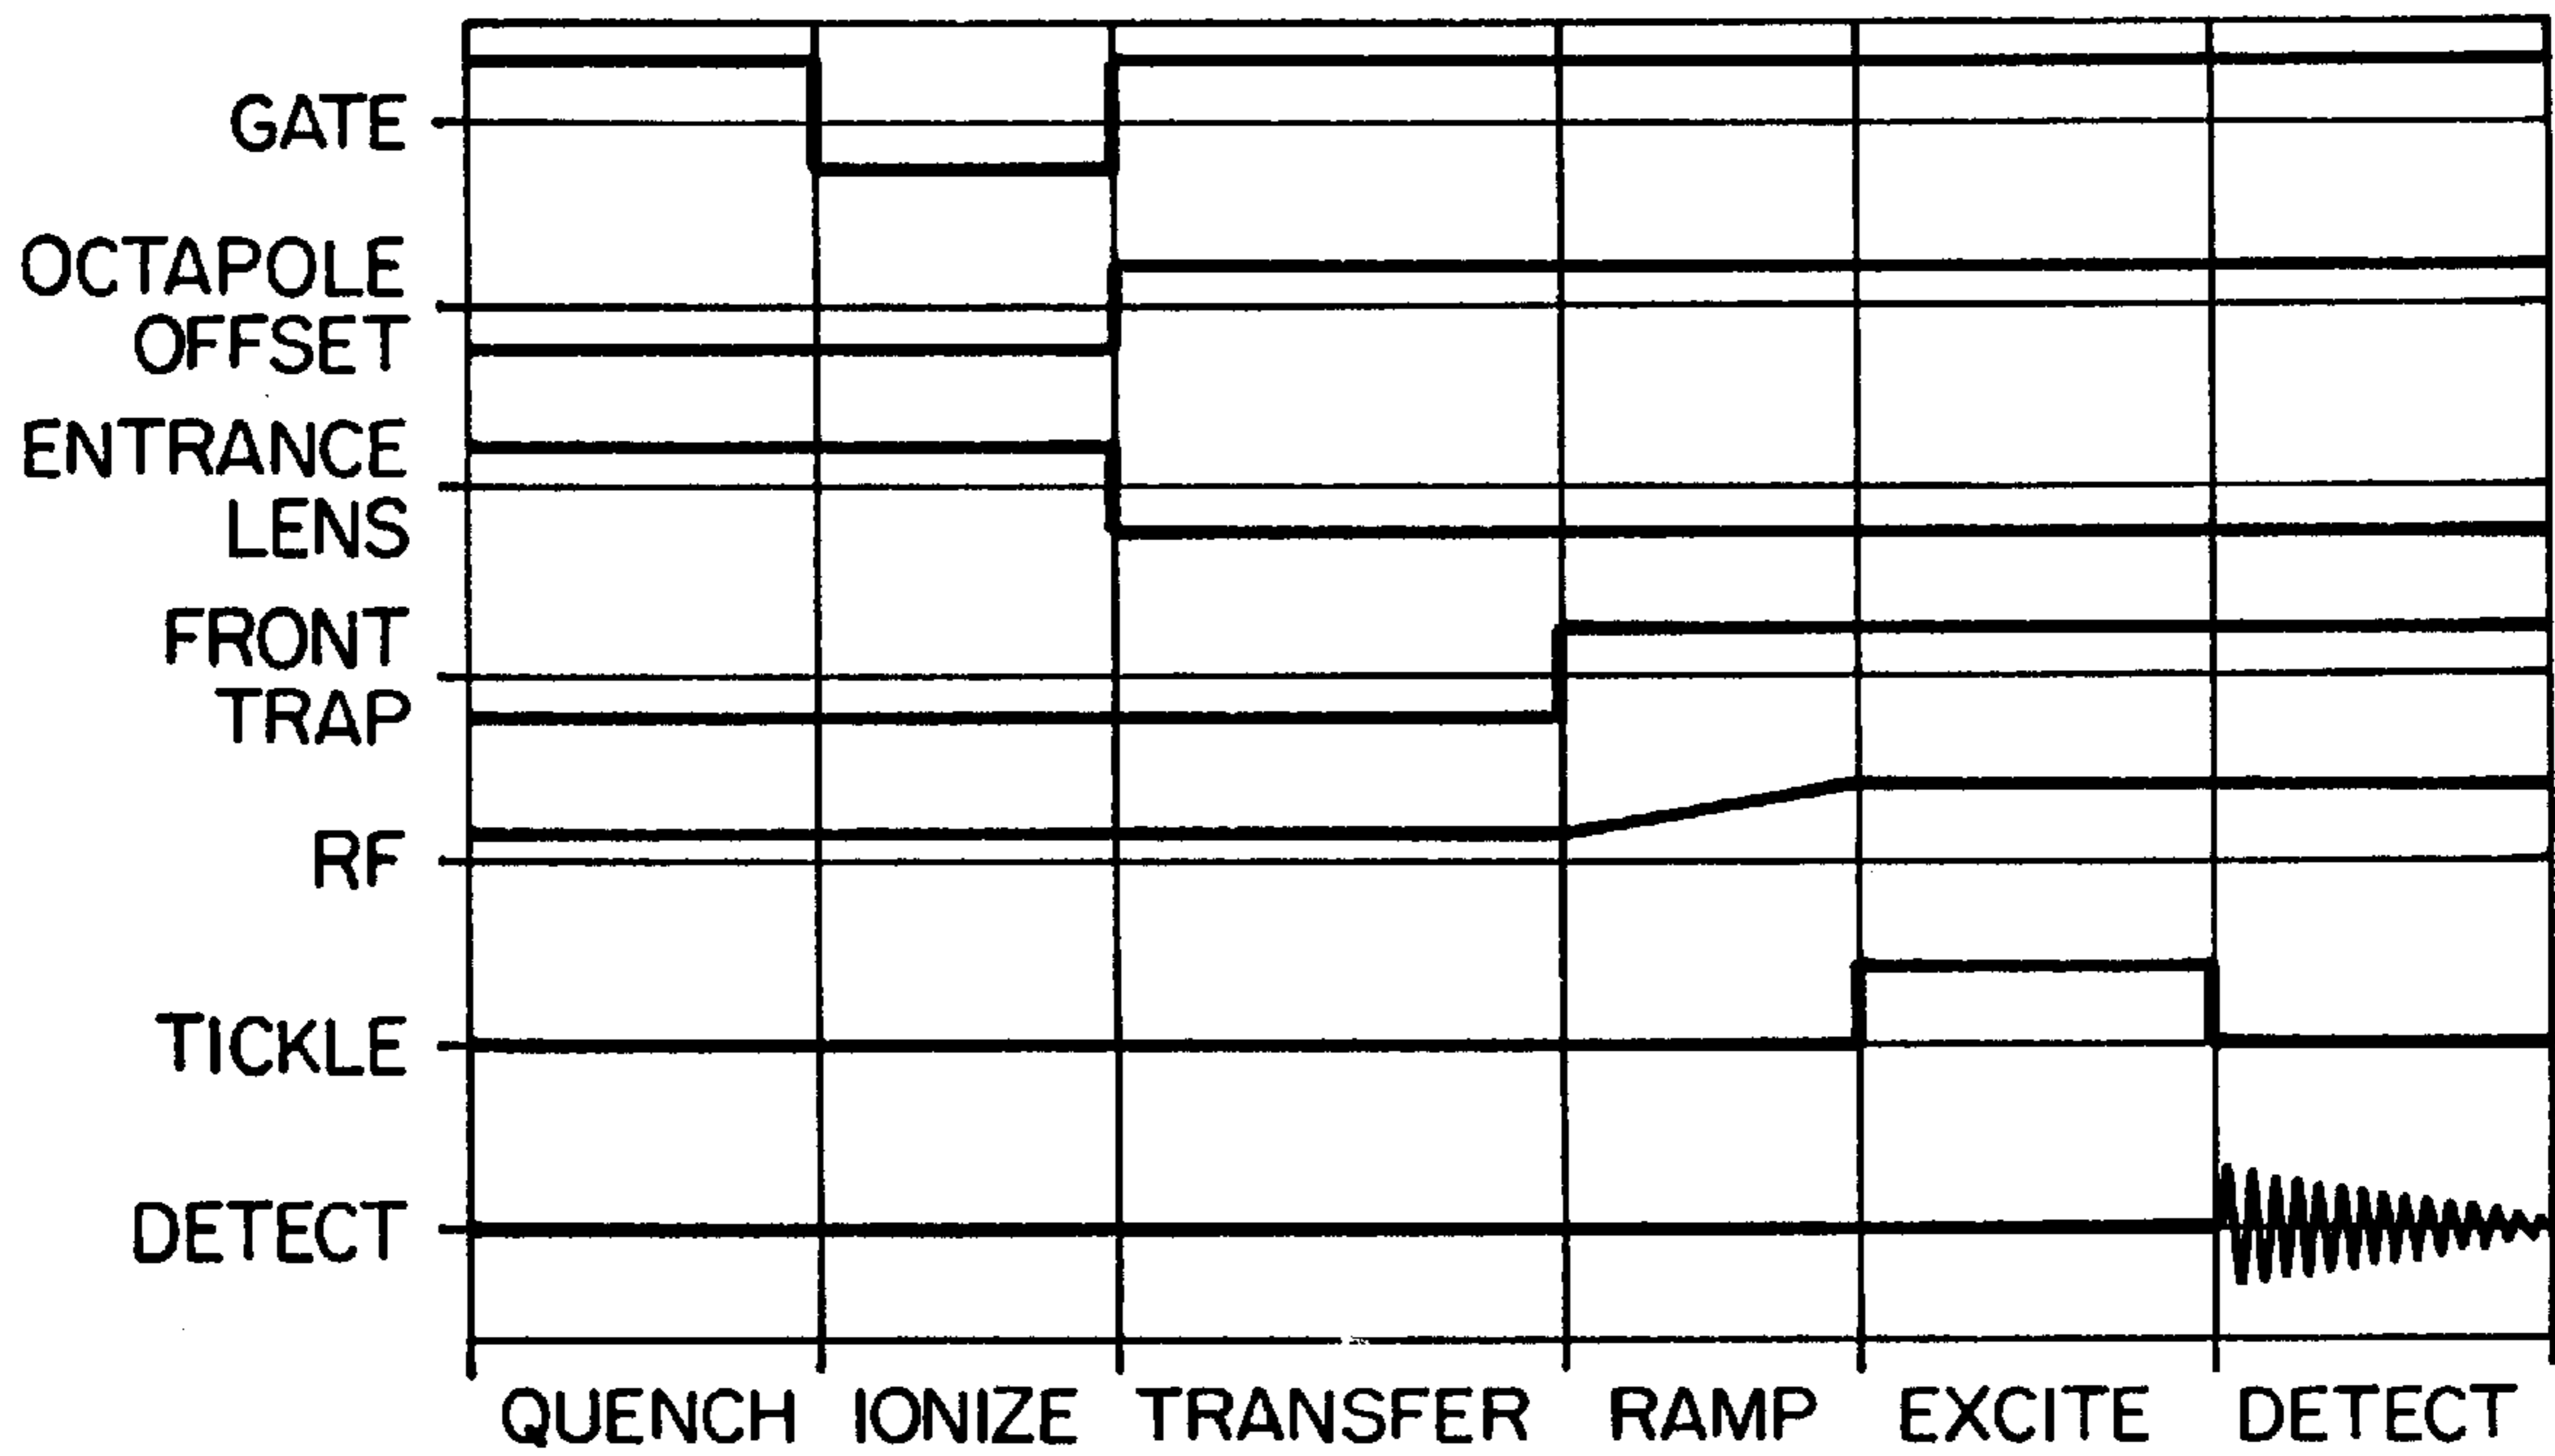 GATE
OCTAPOLE
OFFSET
ENTRANCE
LENS
FRONT
TRAP
RF
TICKLE
DETECT
QUENCH IONIZE TRANSFER RAMP EXCITE DETECT